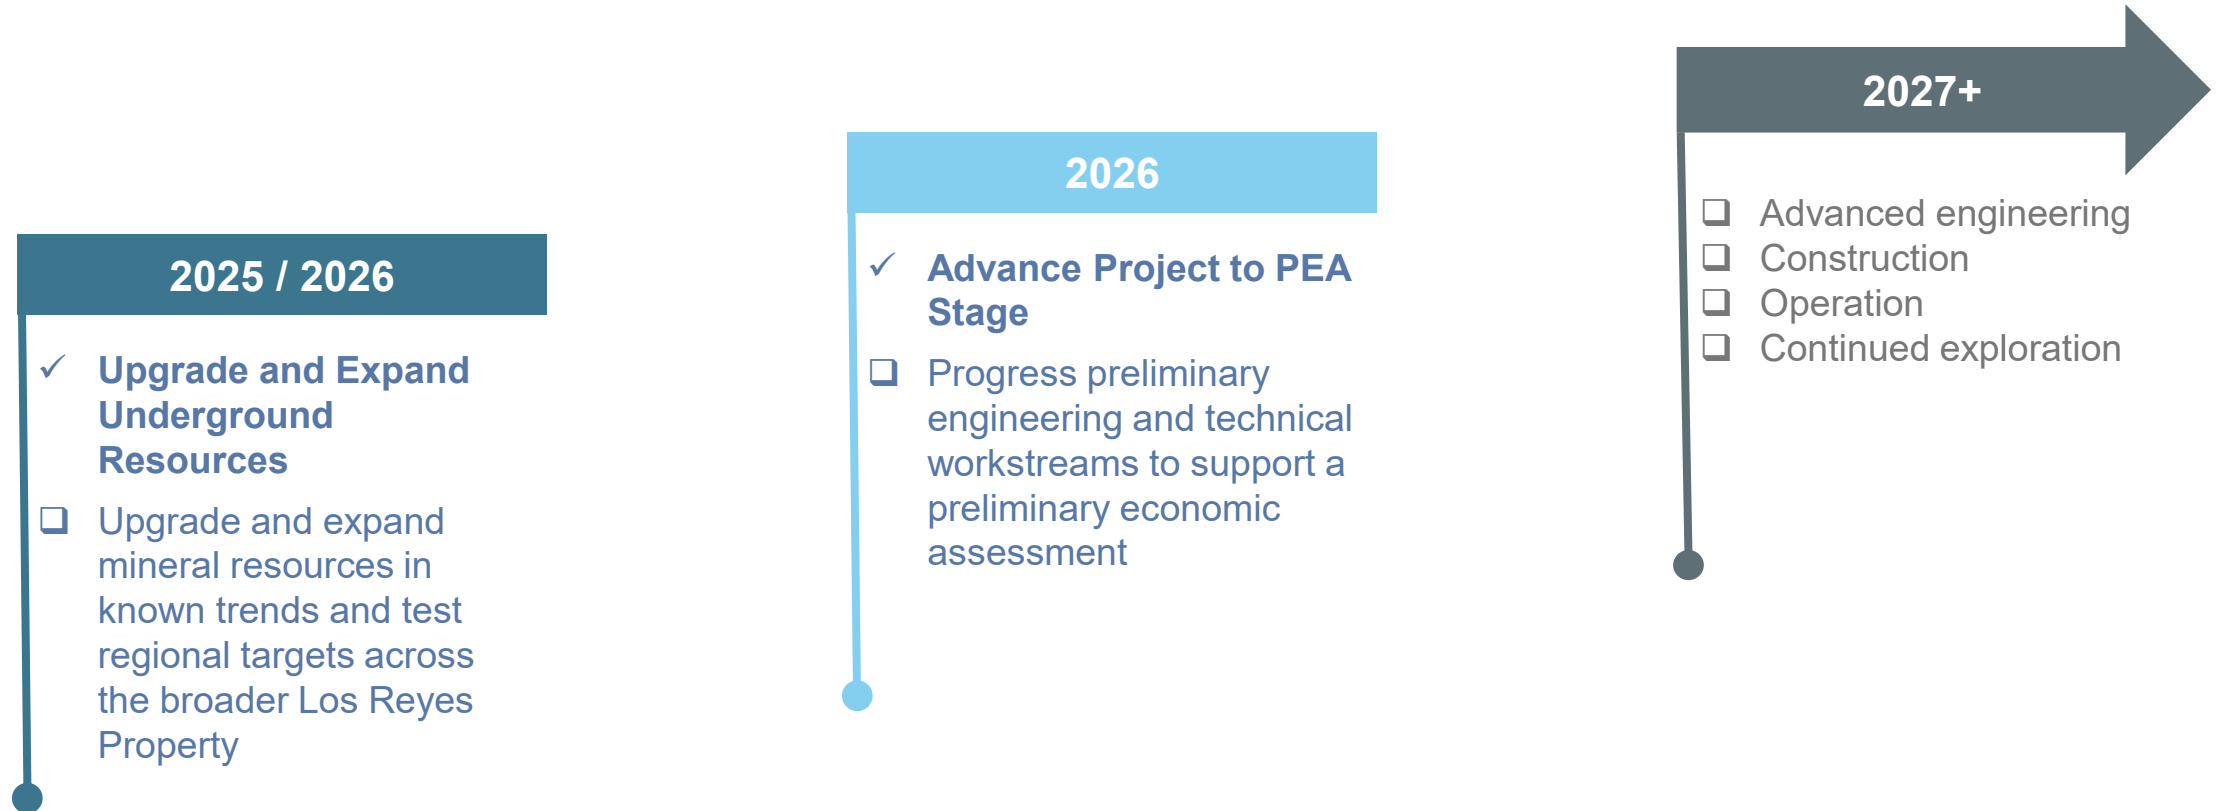 2025 / 2026
✓ Upgrade and Expand
Underground
Resources
❑ Upgrade and expand
mineral resources in
known trends and test
regional targets across
the broader Los Reyes
Property
2026
✓ Advance Project to PEA
Stage
❑ Progress preliminary
engineering and technical
workstreams to support a
preliminary economic
assessment
2027+
❑ Advanced engineering
❑ Construction
❑ Operation
❑ Continued exploration